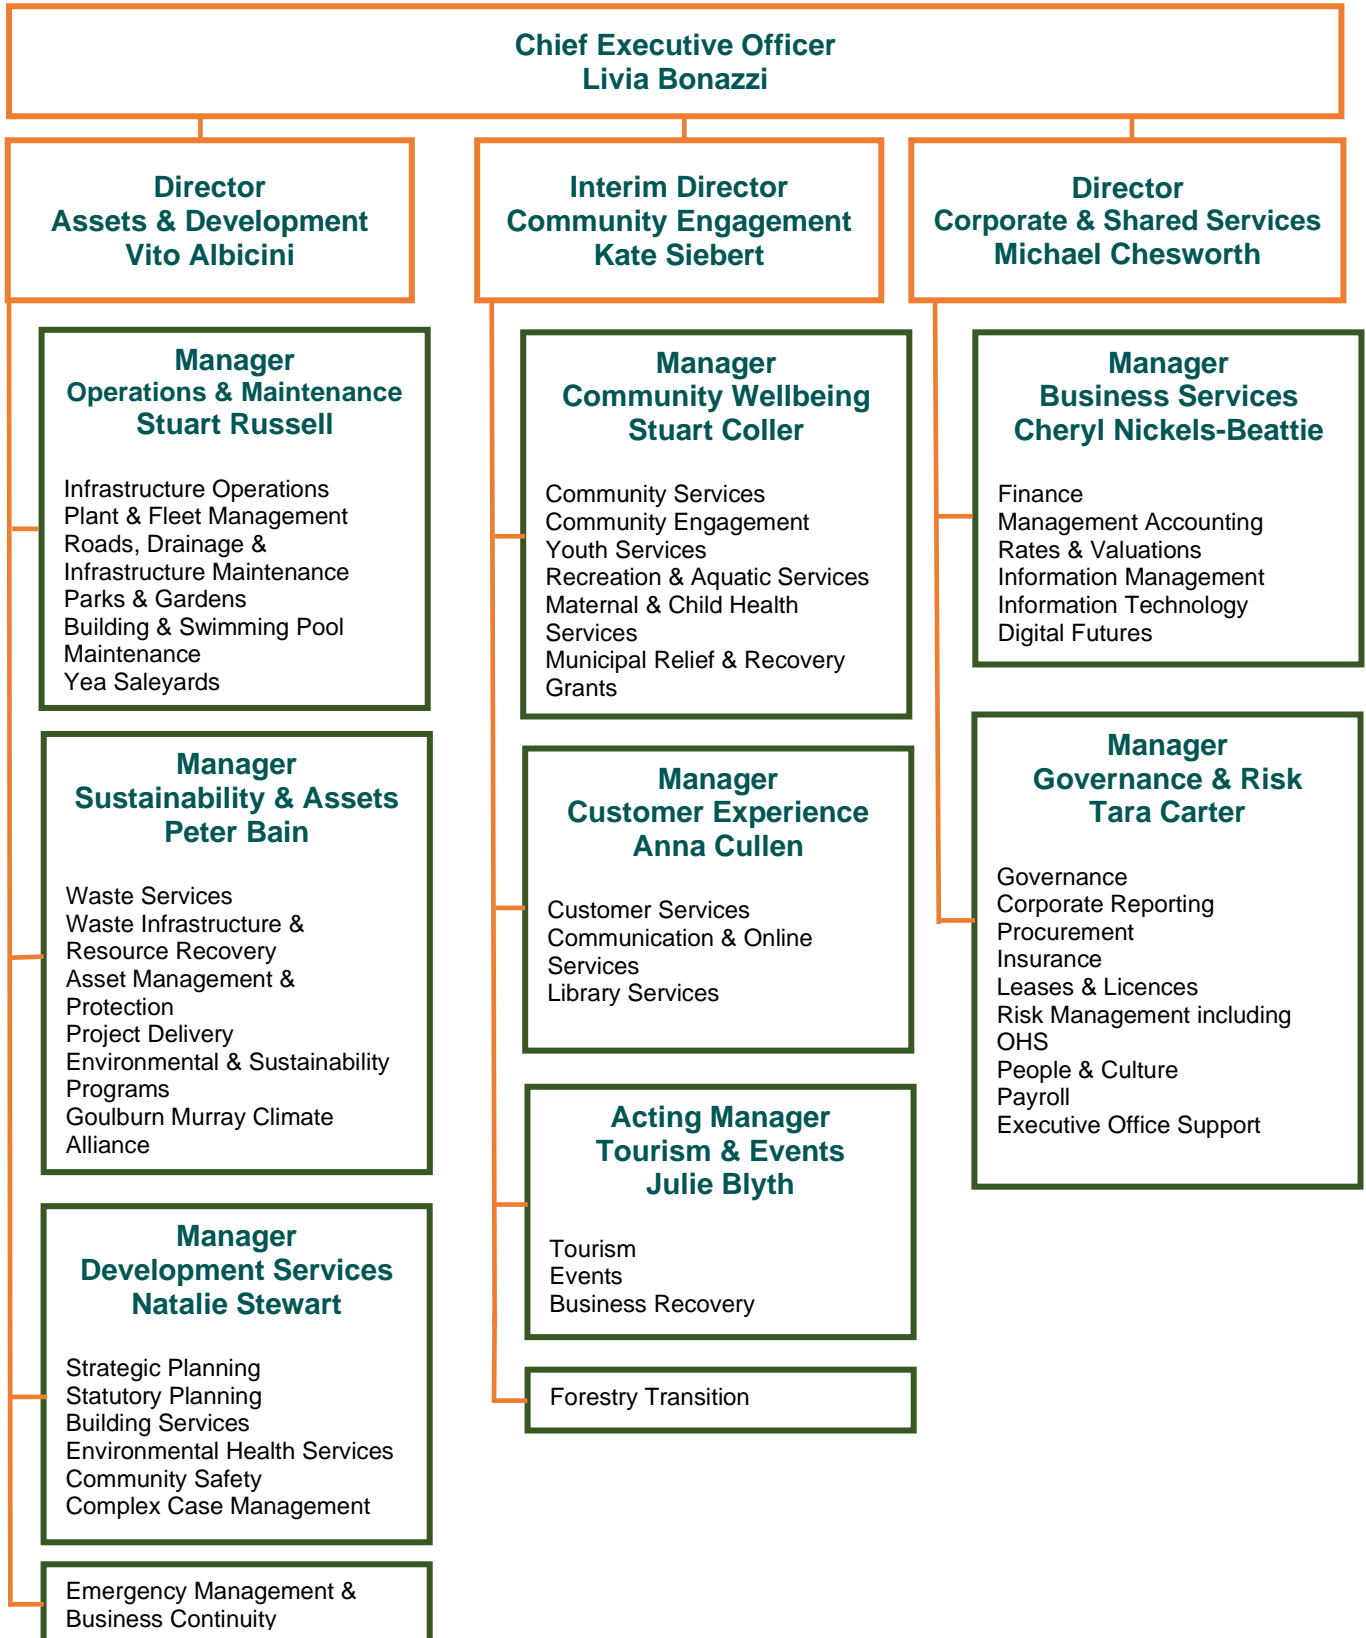 Chief Executive Officer
Livia Bonazzi
Director
Assets & Development
Vito Albicini
Manager
Operations & Maintenance
Stuart Russell
Infrastructure Operations
Plant & Fleet Management
Roads, Drainage &
Infrastructure Maintenance
Parks & Gardens
Building & Swimming Pool
Maintenance
Yea Saleyards
Manager
Sustainability & Assets
Peter Bain
Waste Services
Waste Infrastructure &
Resource Recovery
Asset Management &
Protection
Project Delivery
Environmental & Sustainability
Programs
Goulburn Murray Climate
Alliance
Manager
Development Services
Natalie Stewart
Strategic Planning
Statutory Planning
Building Services
Environmental Health Services
Community Safety
Complex Case Management
Emergency Management &
Business Continuity
Interim Director
Community Engagement
Kate Siebert
Manager
Community Wellbeing
Stuart Coller
Community Services
Community Engagement
Youth Services
Recreation & Aquatic Services
Maternal & Child Health
Services
Municipal Relief & Recovery
Grants
Manager
Customer Experience
Anna Cullen
Customer Services
Communication & Online
Services
Library Services
Acting Manager
Tourism & Events
Julie Blyth
Tourism
Events
Business Recovery
Forestry Transition
Director
Corporate & Shared Services
Michael Chesworth
Manager
Business Services
Cheryl Nickels-Beattie
Finance
Management Accounting
Rates & Valuations
Information Management
Information Technology
Digital Futures
Manager
Governance & Risk
Tara Carter
Governance
Corporate Reporting
Procurement
Insurance
Leases & Licences
Risk Management including
OHS
People & Culture
Payroll
Executive Office Support